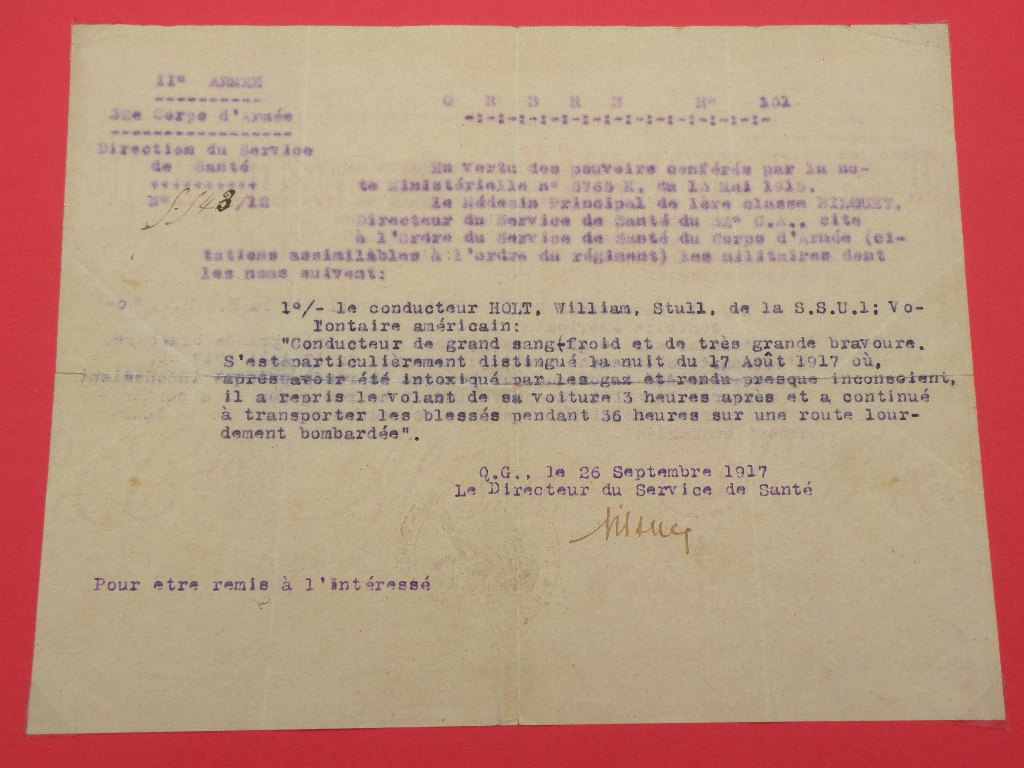 IIe ARMEE
32e Corps d'Armée
Direction du Service
de Santé
N° S.543/12
O R D R E N° 131
En vertu des pouvoirs conférés par la no-
te Ministérielle n° K. du 1915,
le Médecin Principal de 1ere classe
Directeur du Service de Santé du 32e C.A., cite
à l'Ordre du Service de Santé du Corps d'Armée (ci-
tations assimilables à l'ordre du régiment) les militaires dont
les noms suivent:
1°/- le conducteur HOLT, William, Stull, de la S.S.U.1; Vo-
lontaire américain:
"Conducteur de grand sang-froid et de très grande bravoure.
S'est particulièrement distingué la nuit du 17 Août 1917 où,
après avoir été intoxiqué par les gaz et rendu presque inconscient,
il a repris le volant de sa voiture 3 heures après et a continué
à transporter les blessés pendant 36 heures sur une route lour-
dement bombardée".
Q.G., le 26 Septembre 1917
Le Directeur du Service de Santé
Pour etre remis à l'intéressé